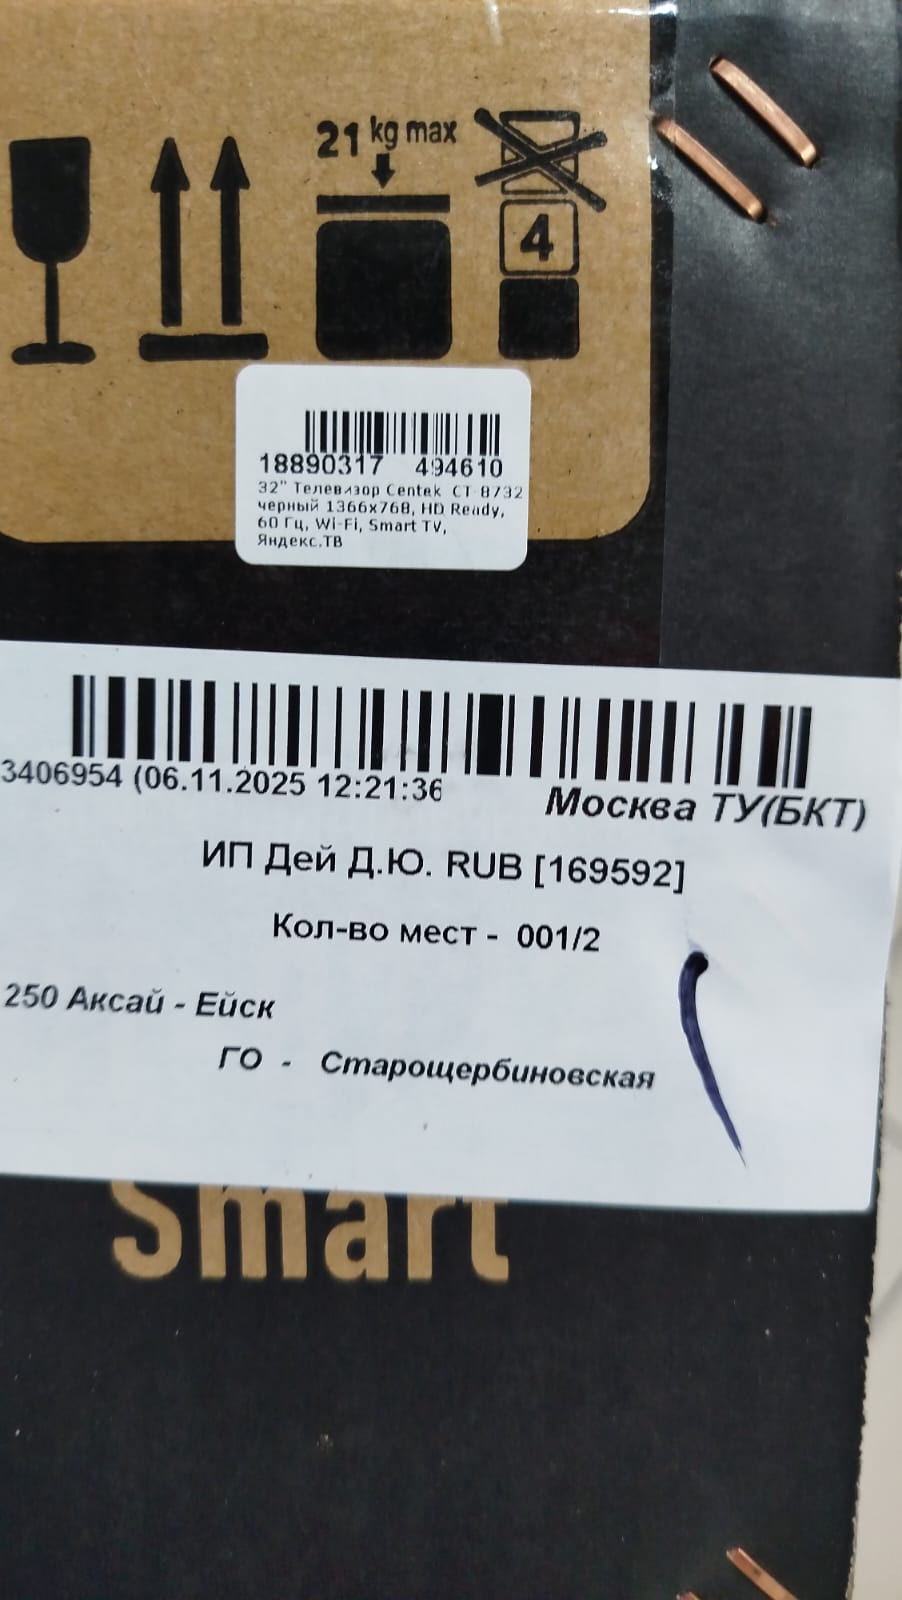 21 kg max
4
18890317 494610
32" Телевизор Centek CT 8732
черный 1366x768, HD Ready,
60 Гц, Wi-Fi, Smart TV,
Яндекс.ТВ
3406954 (06.11.2025 12:21:36
Москва ТУ(БКТ)
ИП Дей Д.Ю. RUB [169592]
Кол-во мест - 001/2
250 Аксай - Ейск
ГО - Старощербиновская
Smart